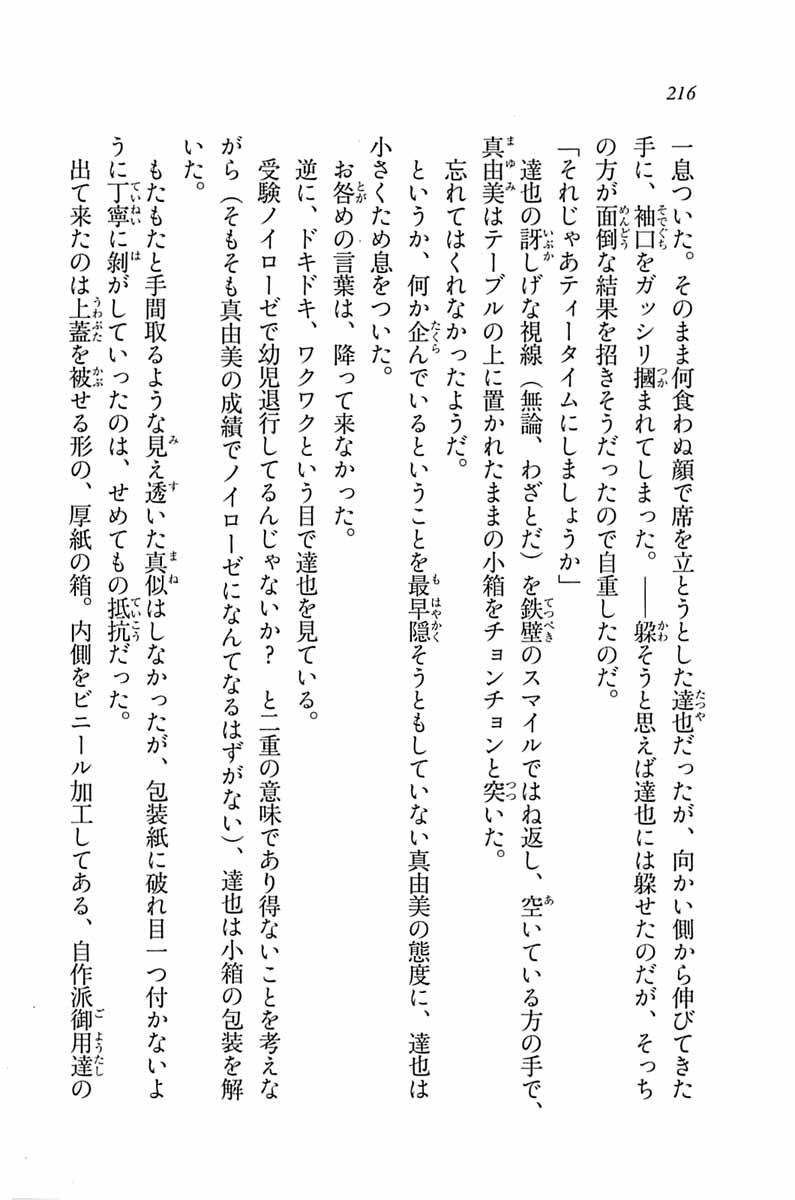 216
一息ついた。そのまま何食わぬ顔で席を立とうとした達也だったが、向かい側から伸びてきた
手に、袖口をガッシリ摑まれてしまった。――躱そうと思えば達也には躱せたのだが、そっち
の方が面倒な結果を招きそうだったので自重したのだ。
「それじゃあティータイムにしましょうか」
達也の訝しげな視線（無論、わざとだ）を鉄壁のスマイルではね返し、空いている方の手で、
真由美はテーブルの上に置かれたままの小箱をチョンチョンと突いた。
忘れてはくれなかったようだ。
というか、何か企んでいるということを最早隠そうともしていない真由美の態度に、達也は
小さくため息をついた。
お咎めの言葉は、降って来なかった。
逆に、ドキドキ、ワクワクという目で達也を見ている。
受験ノイローゼで幼児退行してるんじゃないか？　と二重の意味であり得ないことを考えな
がら（そもそも真由美の成績でノイローゼになんてなるはずがない）、達也は小箱の包装を解
いた。
もたもたと手間取るような見え透いた真似はしなかったが、包装紙に破れ目一つ付かないよ
うに丁寧に剝がしていったのは、せめてもの抵抗だった。
出て来たのは上蓋を被せる形の、厚紙の箱。内側をビニール加工してある、自作派御用達の